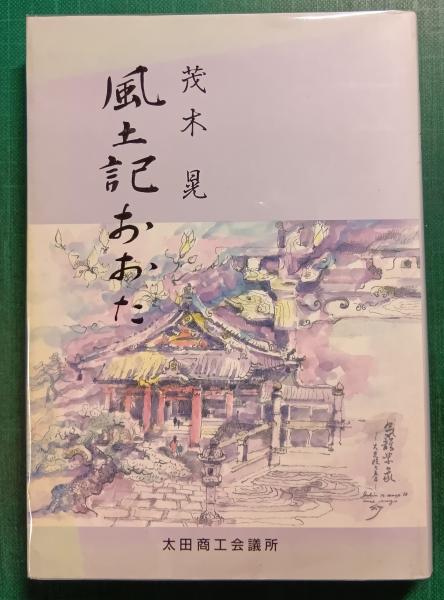 茂木 晃
風土記おおた
太田商工会議所